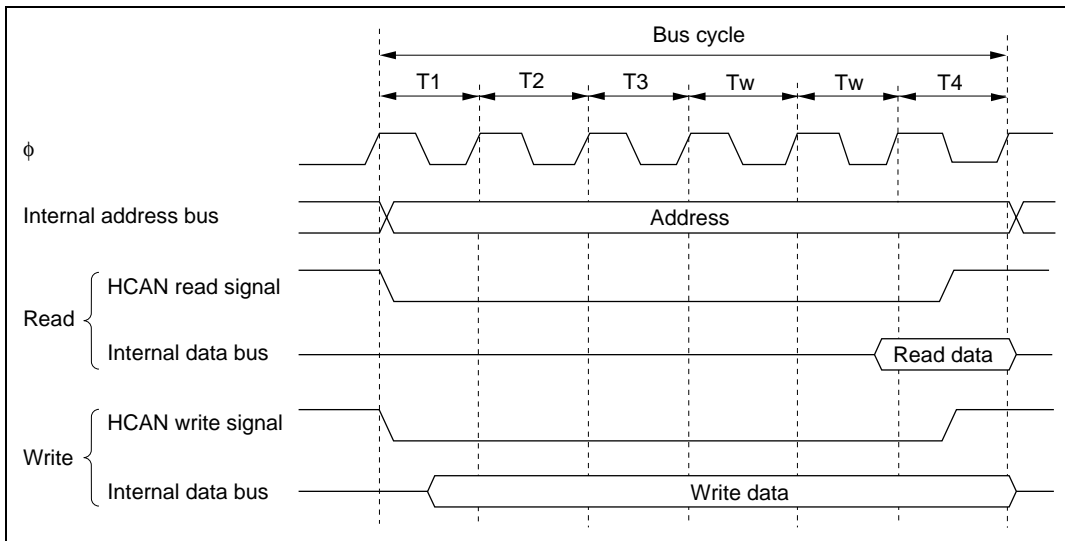 Bus cycle
T1 T2 T3 Tw Tw T4
ϕ
Internal address bus Address
HCAN read signal
Read
Internal data bus Read data
HCAN write signal
Write
Internal data bus Write data